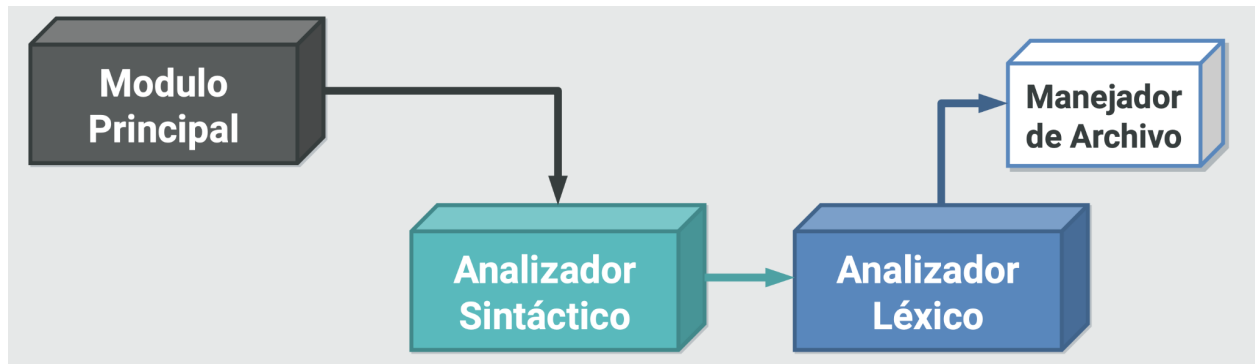 Modulo
Principal
Manejador
de Archivo
Analizador
Sintáctico
Analizador
Léxico